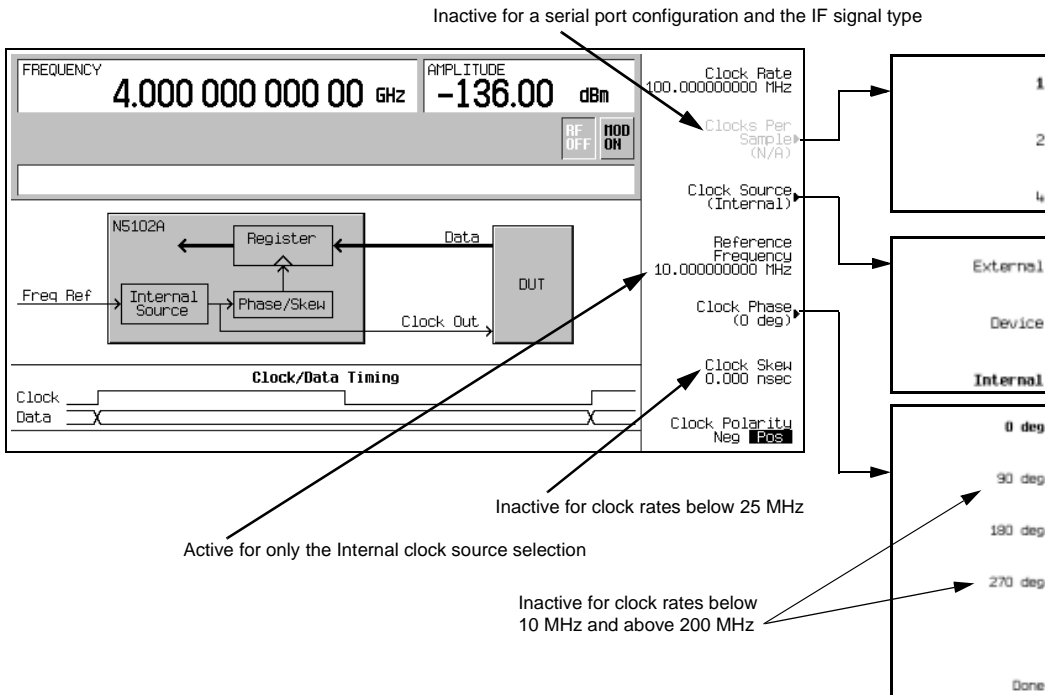 Inactive for a serial port configuration and the IF signal type
FREQUENCY
4.000 000 000 00 GHz
AMPLITUDE
-136.00 dBm
RF OFF
MOD ON
Clock Rate
100.000000000 MHz
Clocks Per
Sample
(N/A)
Clock Source
(Internal)
Reference
Frequency
10.000000000 MHz
Clock Phase
(0 deg)
Clock Skew
0.000 nsec
Clock Polarity
Neg Pos
N5102A
Register
Data
DUT
Freq Ref
Internal
Source
Phase/Skew
Clock Out
Clock/Data Timing
Clock
Data
1
2
4
External
Device
Internal
0 deg
90 deg
180 deg
270 deg
Done
Inactive for clock rates below 25 MHz
Active for only the Internal clock source selection
Inactive for clock rates below
10 MHz and above 200 MHz